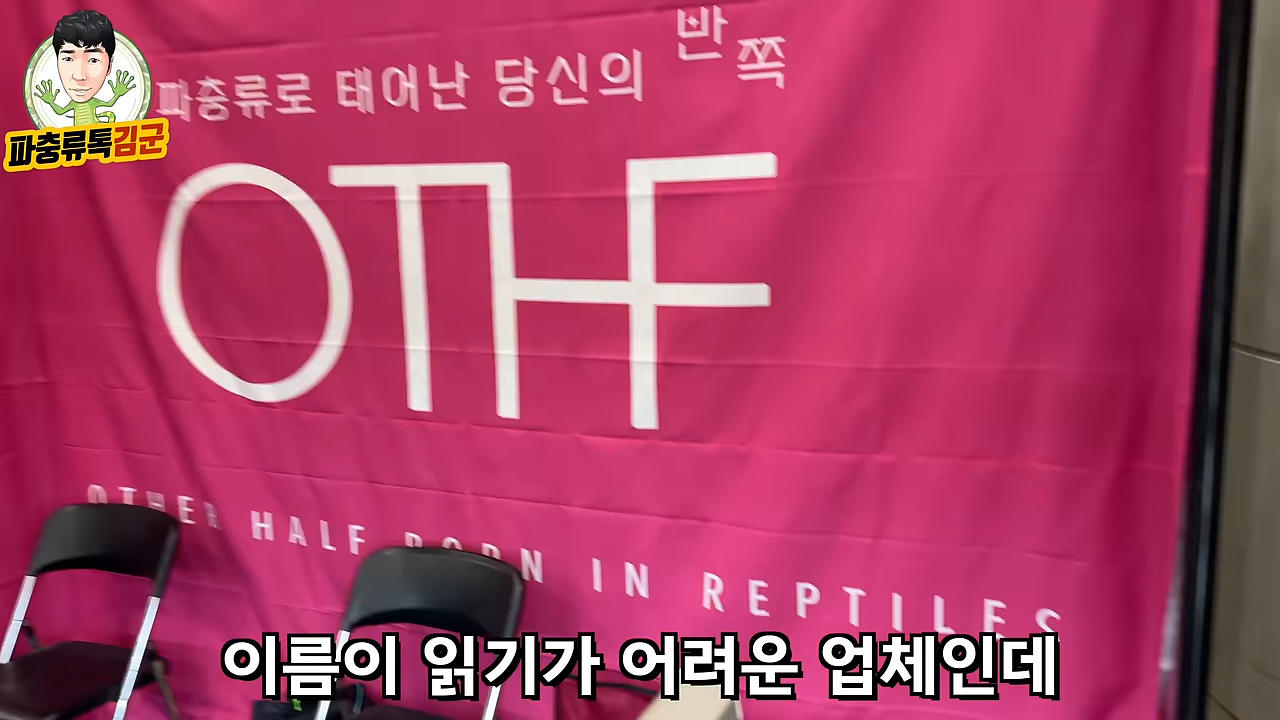 파충류톡김군
파충류로 태어난 당신의 반쪽
OTHF
OTHER HALF BORN IN REPTILES
이름이 읽기가 어려운 업체인데